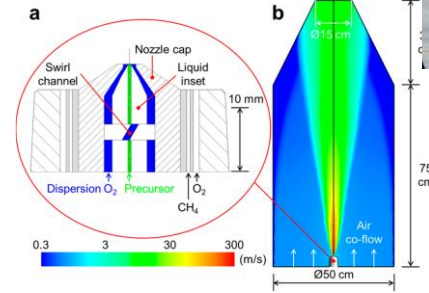 a
Nozzle cap
Swirl
channel
Liquid
inset
10 mm
Dispersion O₂
Precursor
O₂
CH₄
0.3
3
30
300
(m/s)
b
Ø15 cm
75
Air
co-flow
Ø50 cm